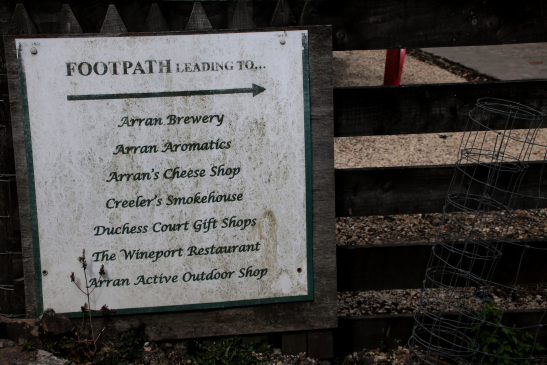 FOOTPATH LEADING TO...
Arran Brewery
Arran Aromatics
Arran's Cheese Shop
Creeler's Smokehouse
Duchess Court Gift Shops
The Wineport Restaurant
Arran Active Outdoor Shop